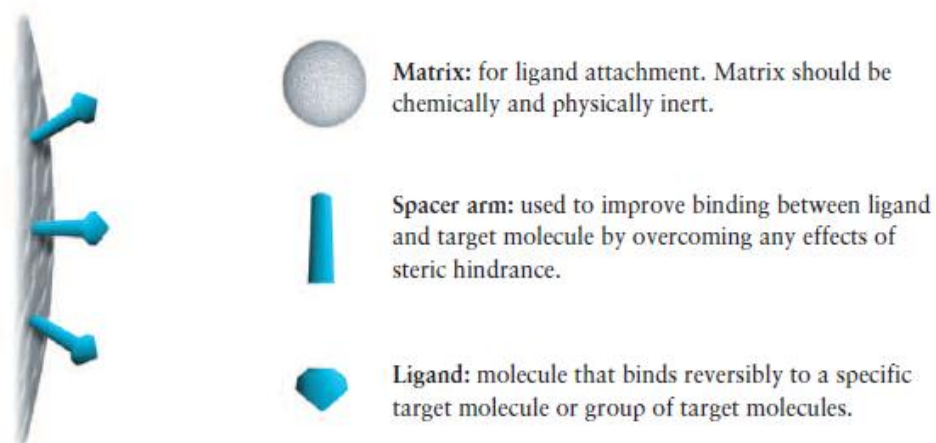 Matrix: for ligand attachment. Matrix should be
chemically and physically inert.
Spacer arm: used to improve binding between ligand
and target molecule by overcoming any effects of
steric hindrance.
Ligand: molecule that binds reversibly to a specific
target molecule or group of target molecules.